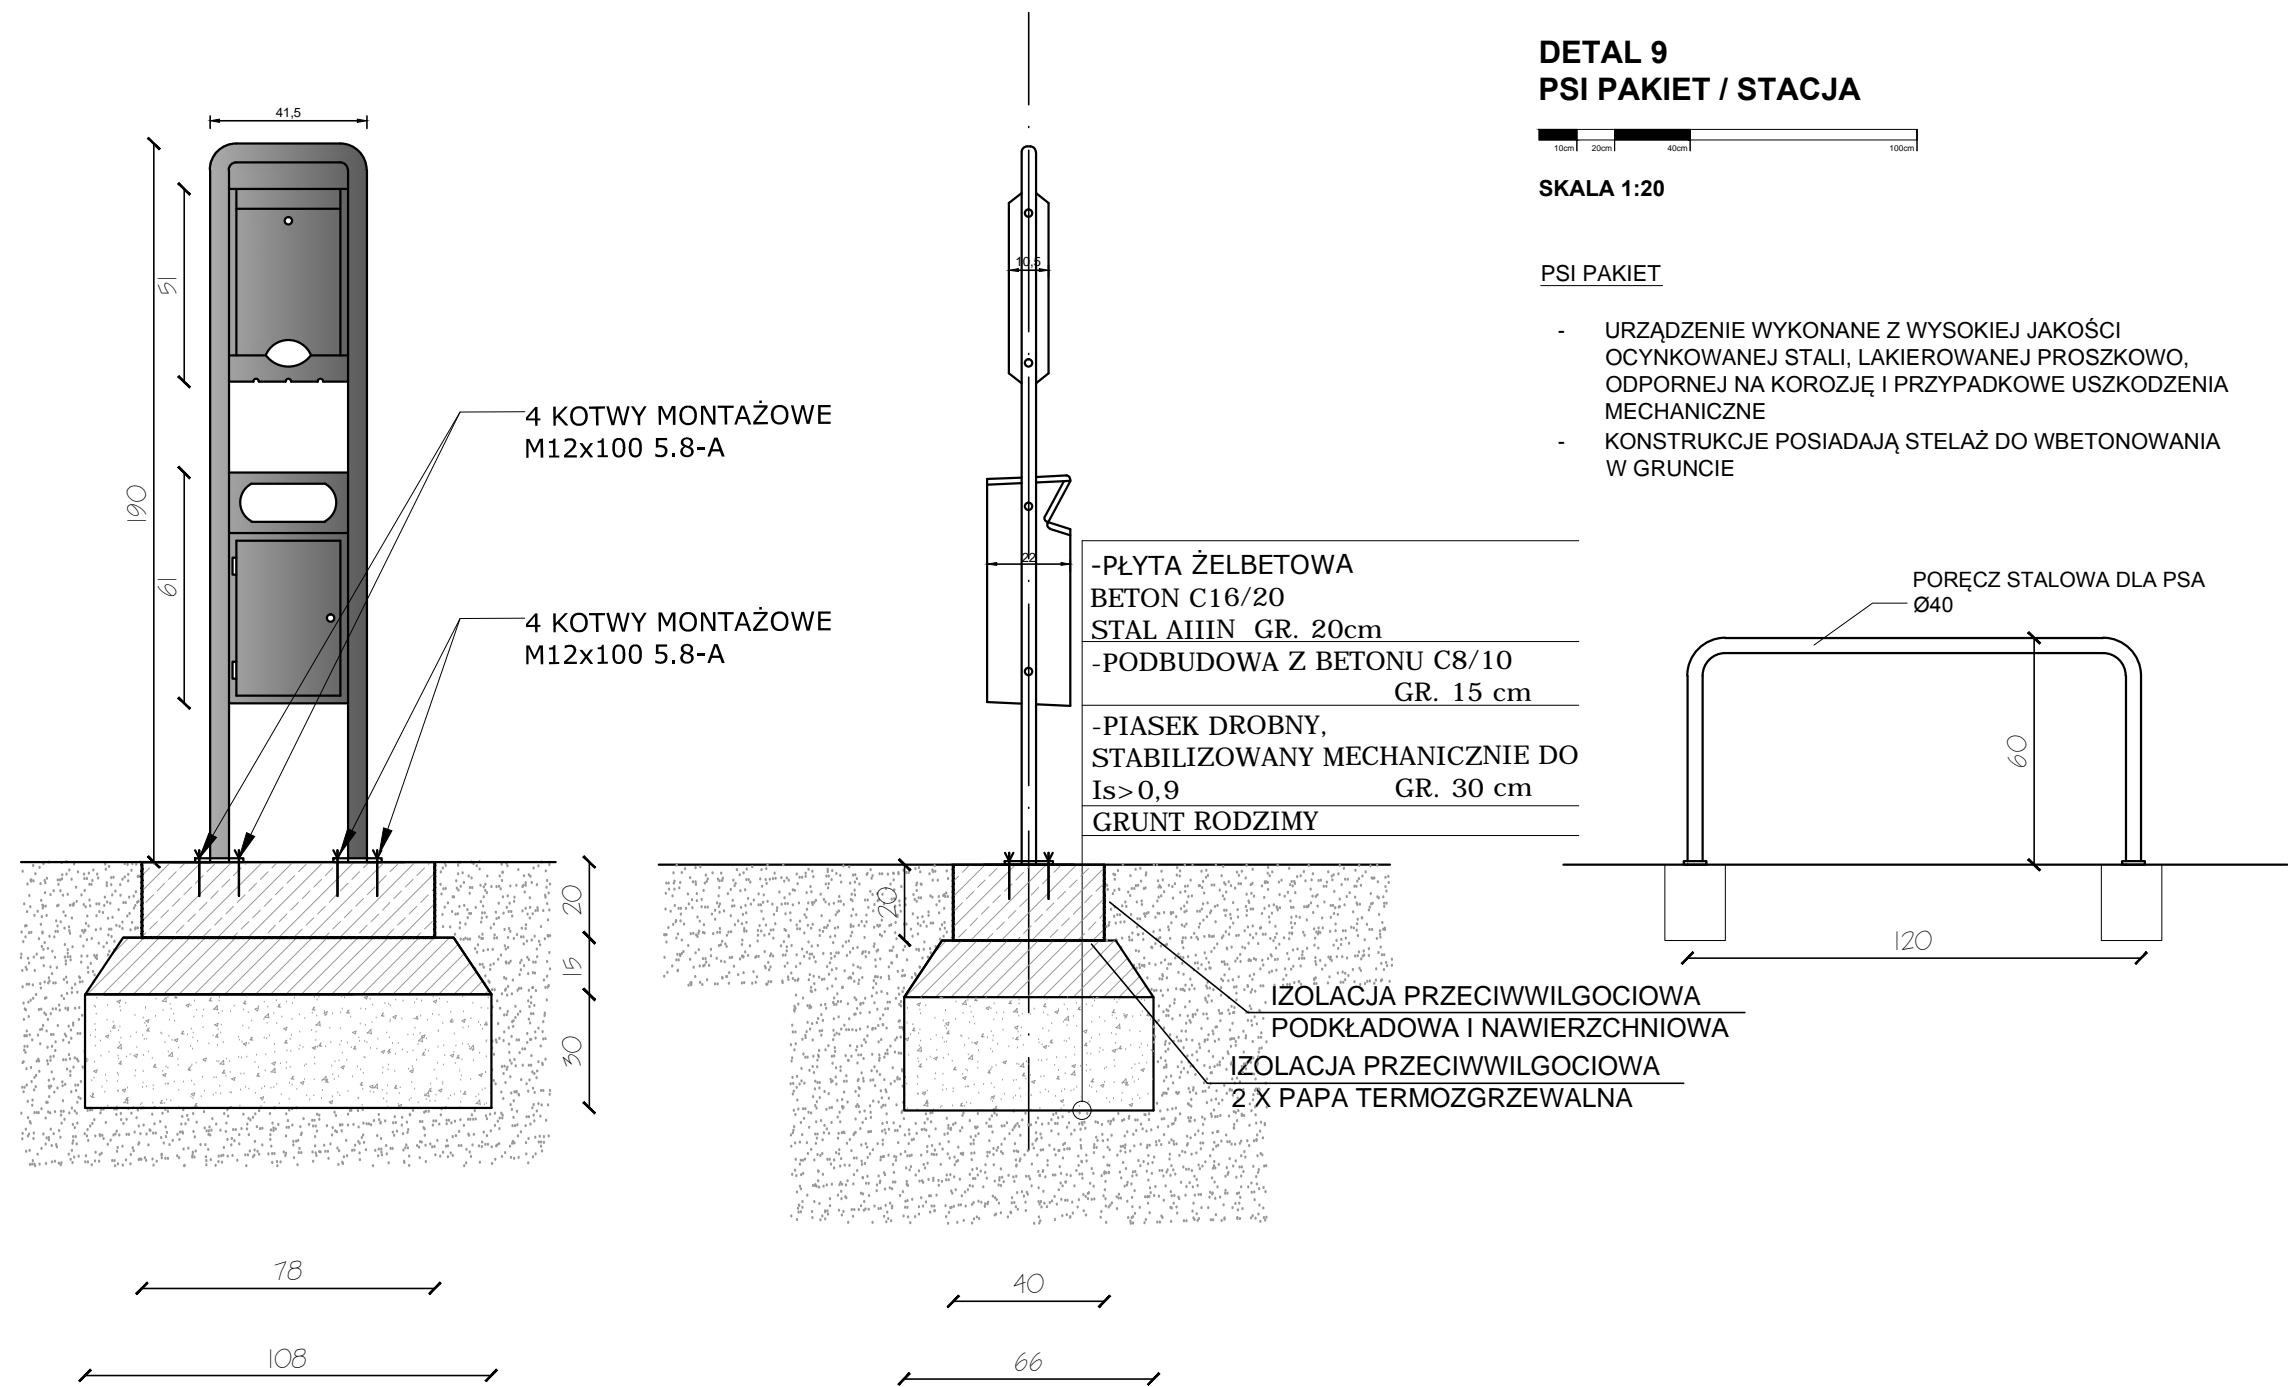 DETAL 9
PSI PAKIET / STACJA
10cm 20cm 40cm 100cm
SKALA 1:20
PSI PAKIET
- URZĄDZENIE WYKONANE Z WYSOKIEJ JAKOŚCI
OCYNKOWANEJ STALI, LAKIEROWANEJ PROSZKOWO,
ODPORNEJ NA KOROZJĘ I PRZYPADKOWE USZKODZENIA
MECHANICZNE
- KONSTRUKCJE POSIADAJĄ STELAŻ DO WBETONOWANIA
W GRUNCIE
41,5
51
190
61
4 KOTWY MONTAŻOWE
M12x100 5.8-A
4 KOTWY MONTAŻOWE
M12x100 5.8-A
20
15
30
78
108
10,5
22
-PŁYTA ŻELBETOWA
BETON C16/20
STAL AIIIN GR. 20cm
-PODBUDOWA Z BETONU C8/10
GR. 15 cm
-PIASEK DROBNY,
STABILIZOWANY MECHANICZNIE DO
Is>0,9 GR. 30 cm
GRUNT RODZIMY
20
IZOLACJA PRZECIWWILGOCIOWA
PODKŁADOWA I NAWIERZCHNIOWA
IZOLACJA PRZECIWWILGOCIOWA
2 X PAPA TERMOZGRZEWALNA
40
66
PORĘCZ STALOWA DLA PSA
Ø40
60
120